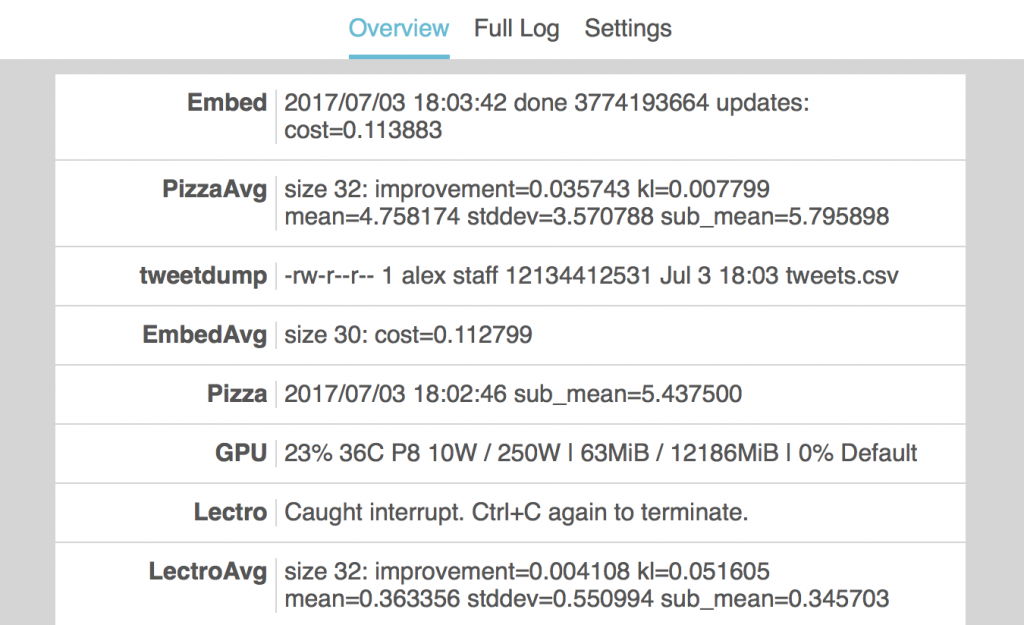 Overview Full Log Settings
Embed 2017/07/03 18:03:42 done 3774193664 updates:
cost=0.113883
PizzaAvg size 32: improvement=0.035743 kl=0.007799
mean=4.758174 stddev=3.570788 sub_mean=5.795898
tweetdump -rw-r--r-- 1 alex staff 12134412531 Jul 3 18:03 tweets.csv
EmbedAvg size 30: cost=0.112799
Pizza 2017/07/03 18:02:46 sub_mean=5.437500
GPU 23% 36C P8 10W / 250W | 63MiB / 12186MiB | 0% Default
Lectro Caught interrupt. Ctrl+C again to terminate.
LectroAvg size 32: improvement=0.004108 kl=0.051605
mean=0.363356 stddev=0.550994 sub_mean=0.345703